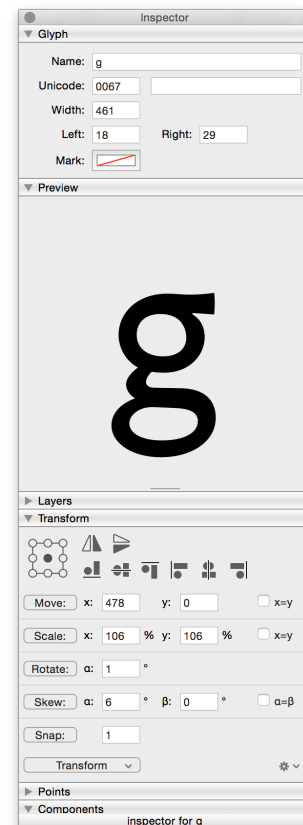 Inspector
Glyph
Name: g
Unicode: 0067
Width: 461
Left: 18 Right: 29
Mark:
Preview
g
Layers
Transform
Move: x: 478 y: 0 x=y
Scale: x: 106 % y: 106 % x=y
Rotate: α: 1 °
Skew: α: 6 ° β: 0 ° α=β
Snap: 1
Transform
Points
Components
inspector for g